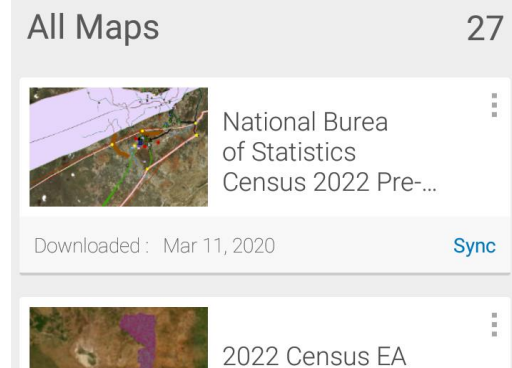 All Maps 27
National Burea
of Statistics
Census 2022 Pre-...
Downloaded : Mar 11, 2020 Sync
2022 Census EA